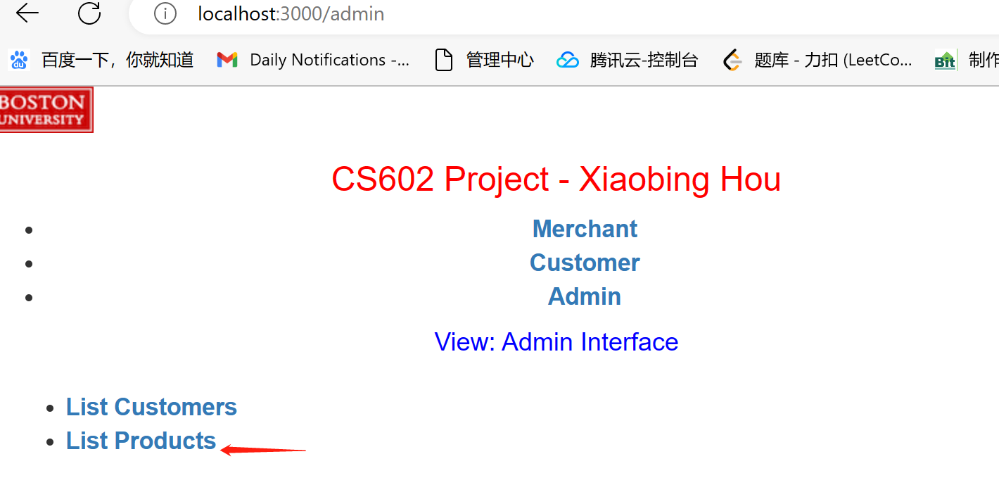 localhost:3000/admin
百度一下，你就知道 Daily Notifications -... 管理中心 腾讯云-控制台 题库 - 力扣 (LeetCo... Bit 制作
BOSTON
UNIVERSITY
CS602 Project - Xiaobing Hou
Merchant
Customer
Admin
View: Admin Interface
List Customers
List Products